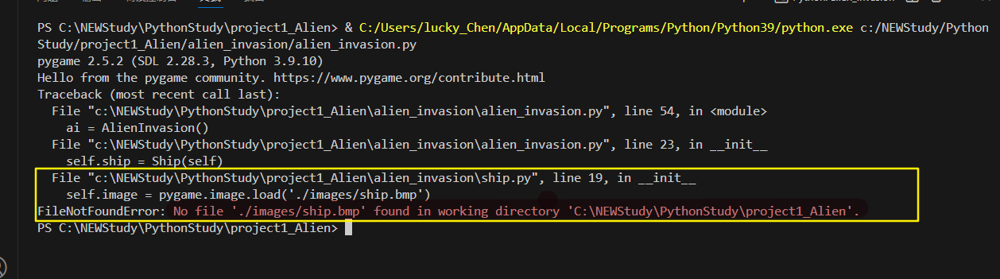 PS C:\NEWStudy\PythonStudy\project1_Alien> & C:/Users/lucky_Chen/AppData/Local/Programs/Python/Python39/python.exe c:/NEWStudy/Python
Study/project1_Alien/alien_invasion/alien_invasion.py
pygame 2.5.2 (SDL 2.28.3, Python 3.9.10)
Hello from the pygame community. https://www.pygame.org/contribute.html
Traceback (most recent call last):
  File "c:\NEWStudy\PythonStudy\project1_Alien\alien_invasion\alien_invasion.py", line 54, in <module>
    ai = AlienInvasion()
  File "c:\NEWStudy\PythonStudy\project1_Alien\alien_invasion\alien_invasion.py", line 23, in __init__
    self.ship = Ship(self)
  File "c:\NEWStudy\PythonStudy\project1_Alien\alien_invasion\ship.py", line 19, in __init__
    self.image = pygame.image.load('./images/ship.bmp')
FileNotFoundError: No file './images/ship.bmp' found in working directory 'C:\NEWStudy\PythonStudy\project1_Alien'.
PS C:\NEWStudy\PythonStudy\project1_Alien>